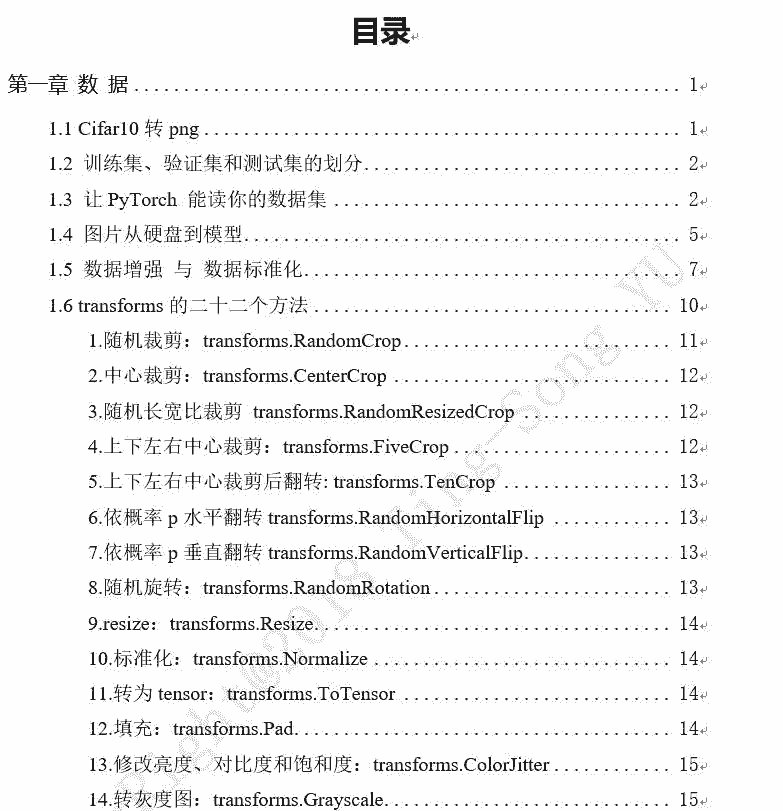 目录
第一章 数 据 1
1.1 Cifar10 转 png 1
1.2 训练集、验证集和测试集的划分 2
1.3 让 PyTorch 能读你的数据集 2
1.4 图片从硬盘到模型 5
1.5 数据增强 与 数据标准化 7
1.6 transforms 的二十二个方法 10
1.随机裁剪：transforms.RandomCrop 11
2.中心裁剪：transforms.CenterCrop 12
3.随机长宽比裁剪 transforms.RandomResizedCrop 12
4.上下左右中心裁剪：transforms.FiveCrop 12
5.上下左右中心裁剪后翻转: transforms.TenCrop 13
6.依概率 p 水平翻转 transforms.RandomHorizontalFlip 13
7.依概率 p 垂直翻转 transforms.RandomVerticalFlip 13
8.随机旋转：transforms.RandomRotation 13
9.resize：transforms.Resize 14
10.标准化：transforms.Normalize 14
11.转为 tensor：transforms.ToTensor 14
12.填充：transforms.Pad 14
13.修改亮度、对比度和饱和度：transforms.ColorJitter 15
14.转灰度图：transforms.Grayscale 15
@2018 Ting-Song YU